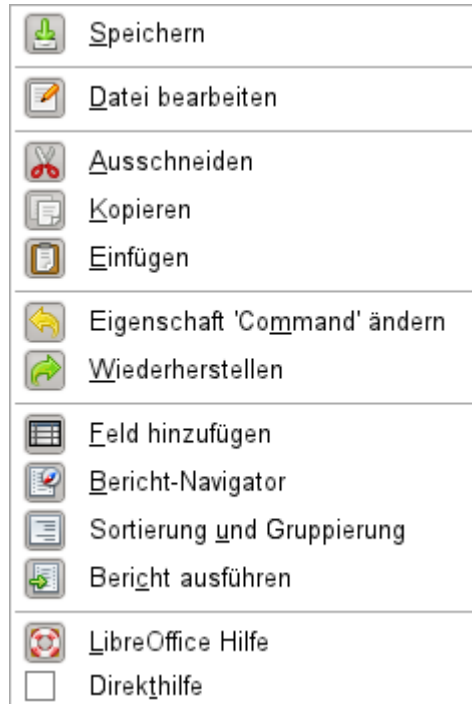 Speichern
Datei bearbeiten
Ausschneiden
Kopieren
Einfügen
Eigenschaft 'Command' ändern
Wiederherstellen
Feld hinzufügen
Bericht-Navigator
Sortierung und Gruppierung
Bericht ausführen
LibreOffice Hilfe
Direkthilfe